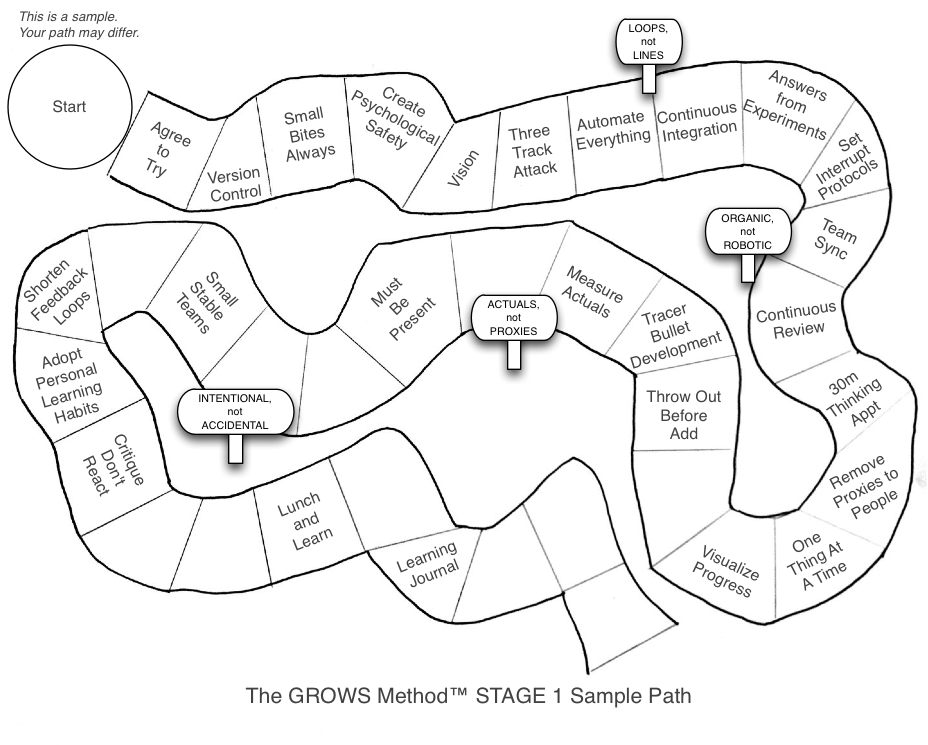 This is a sample.
Your path may differ.
Start
Agree
to
Try
Version
Control
Small
Bites
Always
Create
Psychological
Safety
Vision
Three
Track
Attack
Automate
Everything
LOOPS,
not
LINES
Continuous
Integration
Answers
from
Experiments
Set
Interrupt
Protocols
Team
Sync
ORGANIC,
not
ROBOTIC
Continuous
Review
30m
Thinking
Appt
Remove
Proxies to
People
One
Thing At
A Time
Visualize
Progress
Throw Out
Before
Add
Tracer
Bullet
Development
Measure
Actuals
ACTUALS,
not
PROXIES
Must
Be
Present
INTENTIONAL,
not
ACCIDENTAL
Small
Stable
Teams
Shorten
Feedback
Loops
Adopt
Personal
Learning
Habits
Critique
Don't
React
Lunch
and
Learn
Learning
Journal
The GROWS Method™ STAGE 1 Sample Path